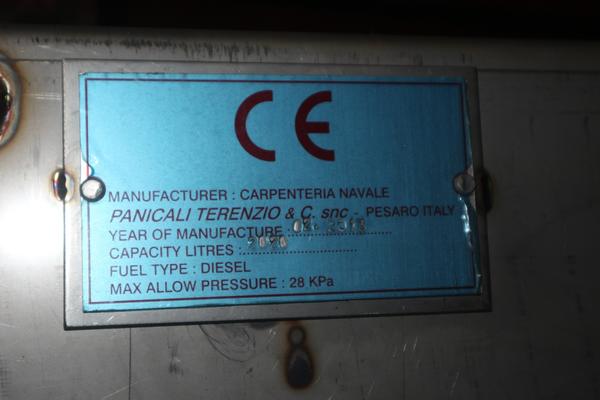 CE
MANUFACTURER : CARPENTERIA NAVALE
PANICALI TERENZIO & C. snc - PESARO ITALY
YEAR OF MANUFACTURE :
CAPACITY LITRES :
FUEL TYPE : DIESEL
MAX ALLOW PRESSURE : 28 KPa